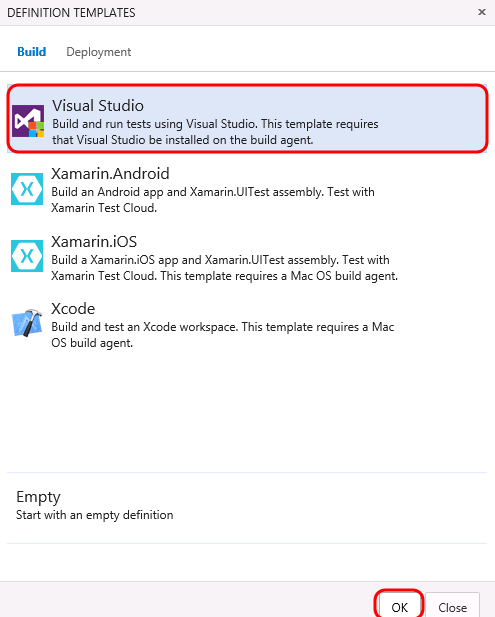 DEFINITION TEMPLATES
Build Deployment
Visual Studio
Build and run tests using Visual Studio. This template requires
that Visual Studio be installed on the build agent.
Xamarin.Android
Build an Android app and Xamarin.UITest assembly. Test with
Xamarin Test Cloud.
Xamarin.iOS
Build a Xamarin.iOS app and Xamarin.UITest assembly. Test with
Xamarin Test Cloud. This template requires a Mac OS build agent.
Xcode
Build and test an Xcode workspace. This template requires a Mac
OS build agent.
Empty
Start with an empty definition
OK Close